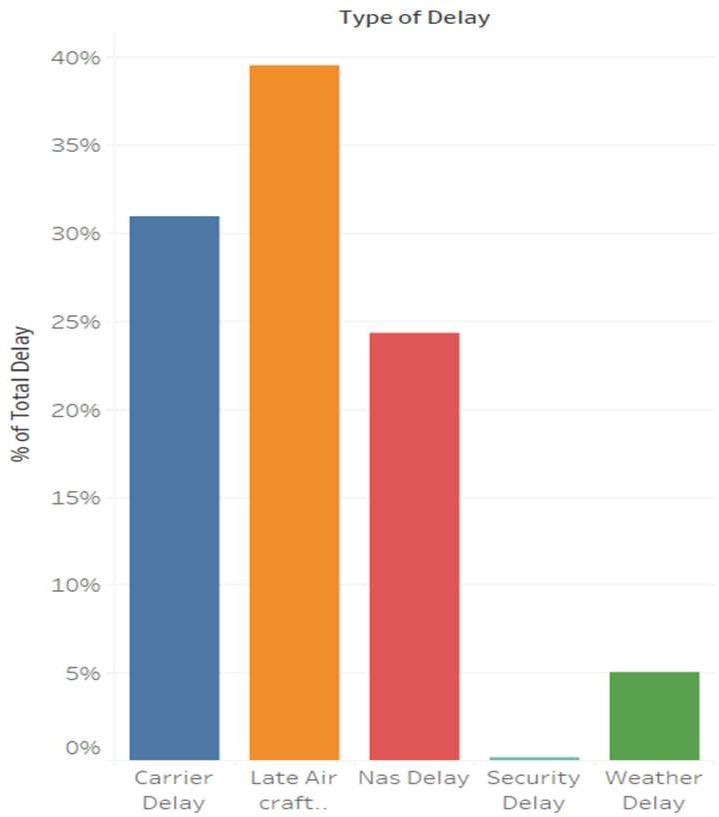 Type of Delay
% of Total Delay
40%
35%
30%
25%
20%
15%
10%
5%
0%
Carrier
Delay
Late Air
craft..
Nas Delay
Security
Delay
Weather
Delay